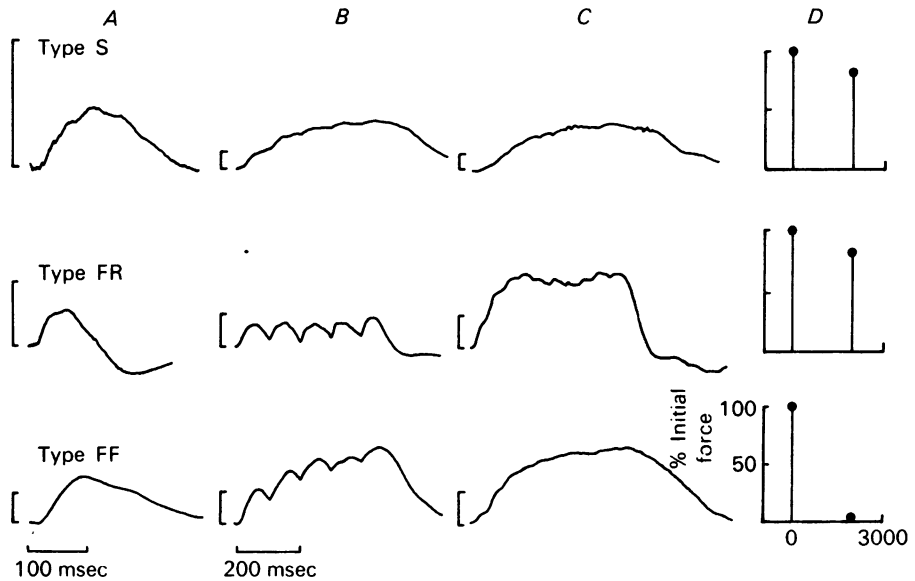 A B C D
Type S
Type FR
Type FF
% Initial
force
100
50
0 3000
100 msec
200 msec